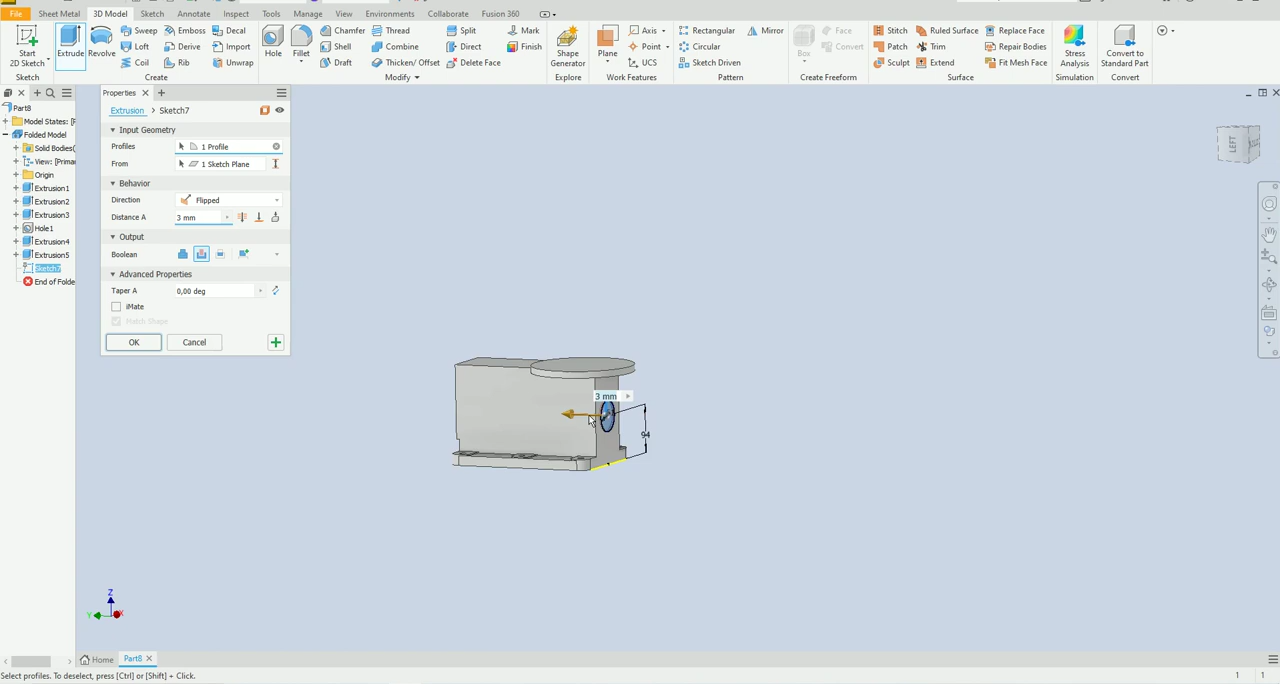 File Sheet Metal 3D Model Sketch Annotate Inspect Tools Manage View Environments Collaborate Fusion 360
Start
2D Sketch
Sketch
Extrude Revolve
Sweep Emboss Decal
Loft Derive Import
Coil Rib Unwrap
Create
Hole Fillet
Chamfer Thread Split Mark
Shell Combine Direct Finish
Draft Thicken/ Offset Delete Face
Modify
Shape
Generator
Explore
Plane
Axis
Point
UCS
Work Features
Rectangular Mirror
Circular
Sketch Driven
Pattern
Box
Face
Convert
Create Freeform
Stitch Ruled Surface Replace Face
Patch Trim Repair Bodies
Sculpt Extend Fit Mesh Face
Surface
Stress
Analysis
Simulation
Convert to
Standard Part
Convert
Part8
Model States: [F
Folded Model
Solid Bodies(
View: [Prima
Origin
Extrusion1
Extrusion2
Extrusion3
Hole1
Extrusion4
Extrusion5
Sketch7
End of Folde
Properties
Extrusion > Sketch7
Input Geometry
Profiles 1 Profile
From 1 Sketch Plane
Behavior
Direction Flipped
Distance A 3 mm
Output
Boolean
Advanced Properties
Taper A 0,00 deg
iMate
Match Shape
OK Cancel
LEFT
3 mm
94
Z
Y
X
Home Part8
Select profiles. To deselect, press [Ctrl] or [Shift] + Click.
1 1